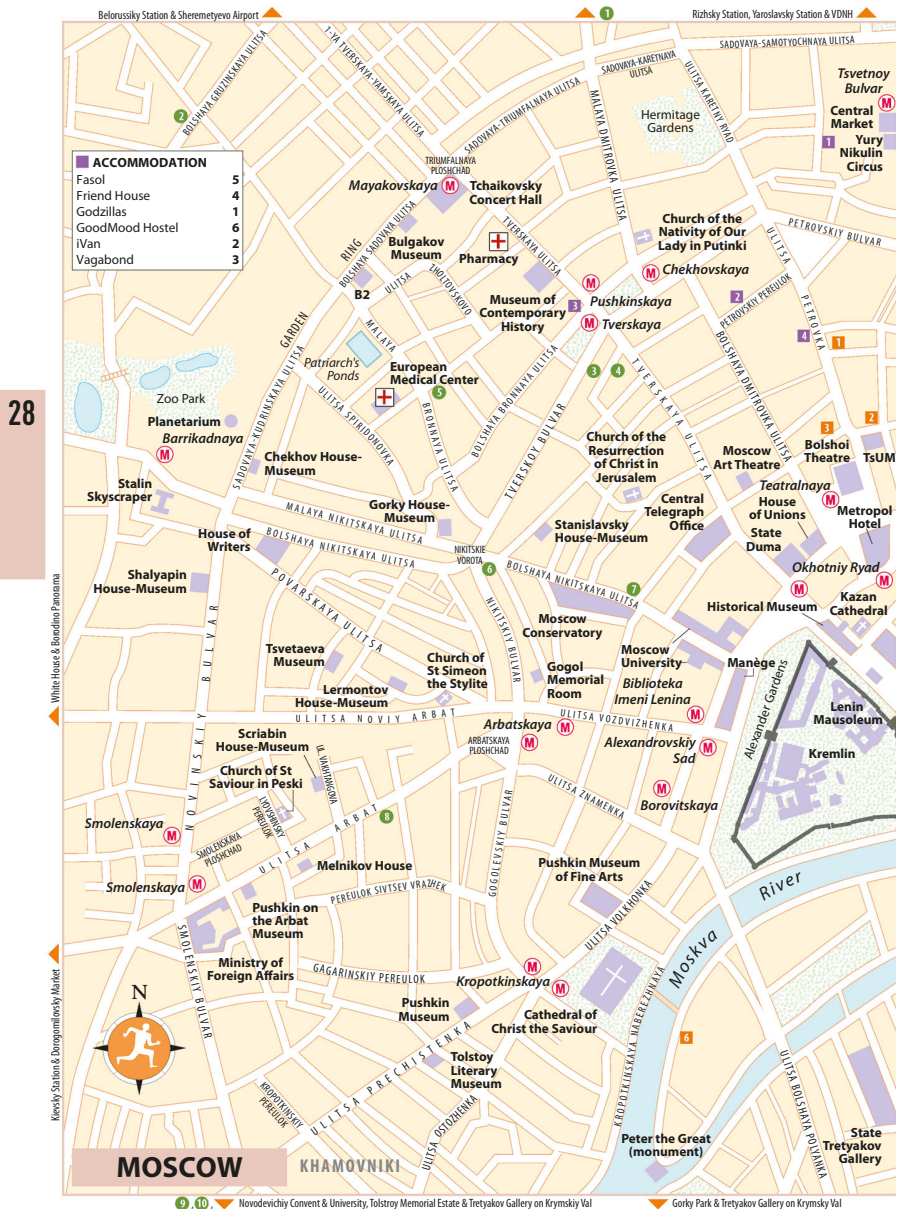 Belorussky Station & Sheremetyevo Airport
1
Rizhsky Station, Yaroslavsky Station & VDNH
SADOVAYA-SAMOTYOCHNAYA ULITSA
1-YA TVERSKAYA-YAMSKAYA ULITSA
BOLSHAYA GRUZINSKAYA ULITSA
2
SADOVAYA-KARETNAYA
ULITSA
ULITSA KARETNY RYAD
SADOVAYA-TRIUMFALNAYA ULITSA
MALAYA DMITROVKA ULITSA
Hermitage
Gardens
Tsvetnoy
Bulvar
M
Central
Market
1
Yury
Nikulin
Circus
ACCOMMODATION
Fasol 5
Friend House 4
Godzillas 1
GoodMood Hostel 6
iVan 2
Vagabond 3
TRIUMFALNAYA
PLOSHCHAD
Mayakovskaya
M
Tchaikovsky
Concert Hall
Church of the
Nativity of Our
Lady in Putinki
PETROVSKIY BULVAR
Bulgakov
Museum
Pharmacy
TVERSKAYA ULITSA
GARDEN RING
BOLSHAYA SADOVAYA ULITSA
B2
ULITSA
ZHOLTOVSKOVO
M
Chekhovskaya
M
Pushkinskaya
Museum of
Contemporary
History
3
M
Tverskaya
2
PETROVSKIY PEREULOK
ULITSA PETROVKA
4
1
MALAYA BRONNAYA ULITSA
Patriarch's
Ponds
European
Medical Center
5
3
4
BOLSHAYA BRONNAYA ULITSA
TVERSKAYA ULITSA
BOLSHAYA DMITROVKA ULITSA
28
Zoo Park
Planetarium
Barrikadnaya
M
SADOVAYA-KUDRINSKAYA ULITSA
ULITSA SPIRIDONOVKA
TVERSKOY BULVAR
2
3
Bolshoi
Theatre
TsUM
Church of the
Resurrection
of Christ in
Jerusalem
Moscow
Art Theatre
Teatralnaya
M
Chekhov House-
Museum
Stalin
Skyscraper
Gorky House-
Museum
MALAYA NIKITSKAYA ULITSA
Central
Telegraph
Office
House
of Unions
Metropol
Hotel
State
Duma
Stanislavsky
House-Museum
House of
Writers
BOLSHAYA NIKITSKAYA ULITSA
NIKITSKIE
VOROTA
6
BOLSHAYA NIKITSKAYA ULITSA
7
Okhotniy Ryad
M
M
Shalyapin
House-Museum
POVARSKAYA ULITSA
NIKITSKIY BULVAR
Moscow
Conservatory
Historical Museum
Kazan
Cathedral
White House & Borodino Panorama
NOVINSKIY BULVAR
Tsvetaeva
Museum
Church of
St Simeon
the Stylite
Gogol
Memorial
Room
Moscow
University
Manège
Biblioteka
Imeni Lenina
M
Alexander Gardens
Lenin
Mausoleum
Kremlin
Lermontov
House-Museum
ULITSA NOVIY ARBAT
Arbatskaya
M
M
ULITSA VOZDVIZHENKA
ARBATSKAYA
PLOSHCHAD
Alexandrovskiy
Sad
M
Scriabin
House-Museum
UL. VAKHTANGOVA
Church of St
Saviour in Peski
LYOVSHINSKY
PEREULOK
ULITSA ZNAMENKA
M
Borovitskaya
Smolenskaya
M
SMOLENSKAYA
PLOSHCHAD
ULITSA ARBAT
8
GOGOLEVSKIY BULVAR
Smolenskaya
M
Melnikov House
PEREULOK SIVTSEV VRAZHEK
Pushkin Museum
of Fine Arts
ULITSA VOLKHONKA
Moskva River
Pushkin on
the Arbat
Museum
Ministry of
Foreign Affairs
SMOLENSKIY BULVAR
GAGARINSKIY PEREULOK
Kievsky Station & Dorogomilovsky Market
N
Kropotkinskaya
M
M
Pushkin
Museum
Cathedral of
Christ the Saviour
KROPOTKINSKAYA NABEREZHNAYA
6
Tolstoy
Literary
Museum
ULITSA PRECHISTENKA
KROPOTKINSKIY
PEREULOK
ULITSA OSTOZHENKA
ULITSA BOLSHAYA POLYANKA
Peter the Great
(monument)
State
Tretyakov
Gallery
MOSCOW
KHAMOVNIKI
9, 10, Novodevichiy Convent & University, Tolstroy Memorial Estate & Tretyakov Gallery on Krymskiy Val
Gorky Park & Tretyakov Gallery on Krymsky Val